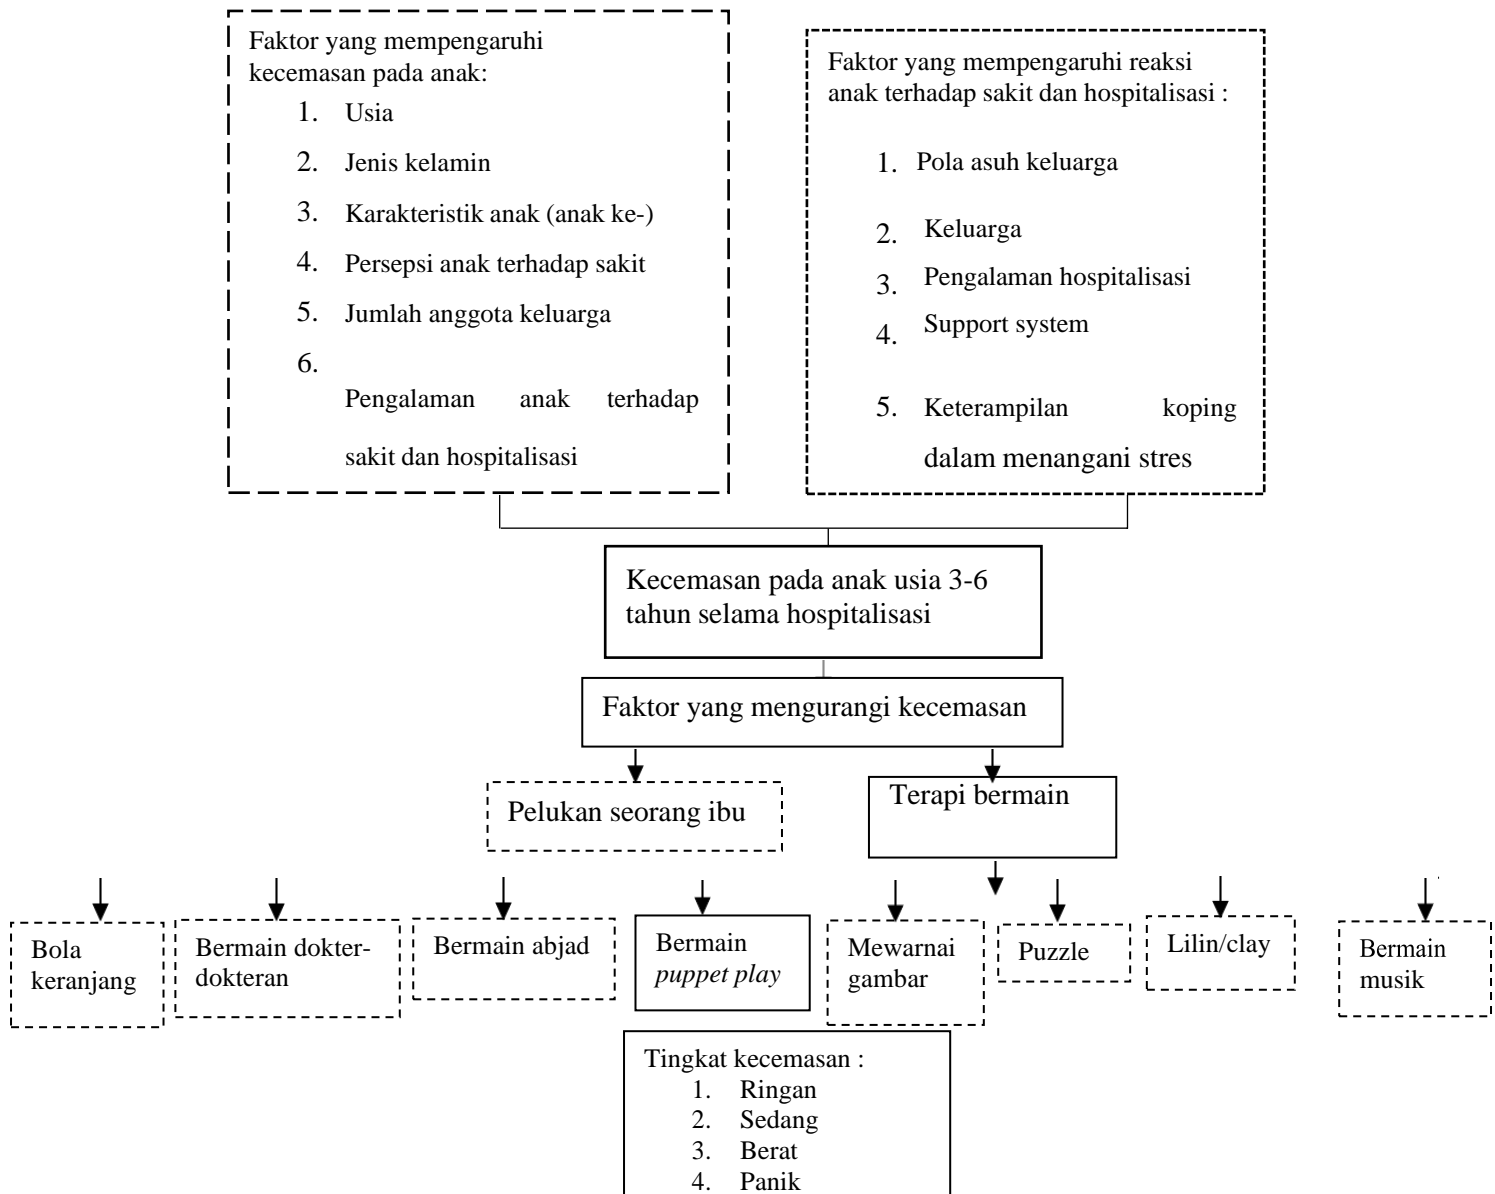 Faktor yang mempengaruhi
kecemasan pada anak:
1. Usia
2. Jenis kelamin
3. Karakteristik anak (anak ke-)
4. Persepsi anak terhadap sakit
5. Jumlah anggota keluarga
6.
Pengalaman anak terhadap
sakit dan hospitalisasi
Faktor yang mempengaruhi reaksi
anak terhadap sakit dan hospitalisasi :
1. Pola asuh keluarga
2. Keluarga
3. Pengalaman hospitalisasi
4. Support system
5. Keterampilan koping
dalam menangani stres
Kecemasan pada anak usia 3-6
tahun selama hospitalisasi
Faktor yang mengurangi kecemasan
Pelukan seorang ibu
Terapi bermain
Bola
keranjang
Bermain dokter-
dokteran
Bermain abjad
Bermain
puppet play
Mewarnai
gambar
Puzzle
Lilin/clay
Bermain
musik
Tingkat kecemasan :
1. Ringan
2. Sedang
3. Berat
4. Panik